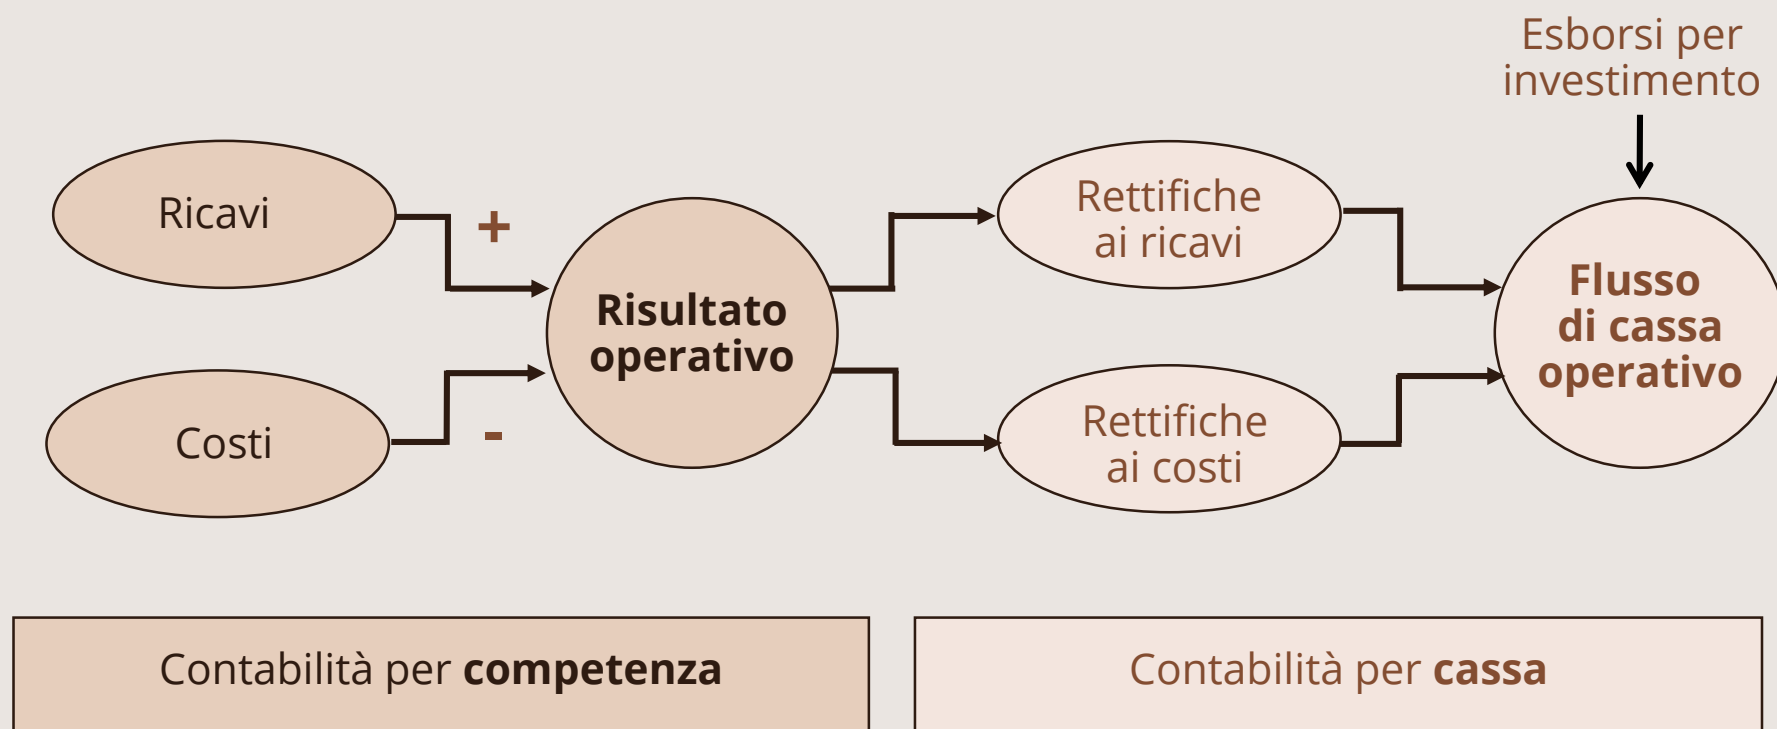 Esborsi per
investimento
Ricavi
+
Costi
-
Risultato
operativo
Rettifiche
ai ricavi
Rettifiche
ai costi
Flusso
di cassa
operativo
Contabilità per competenza
Contabilità per cassa